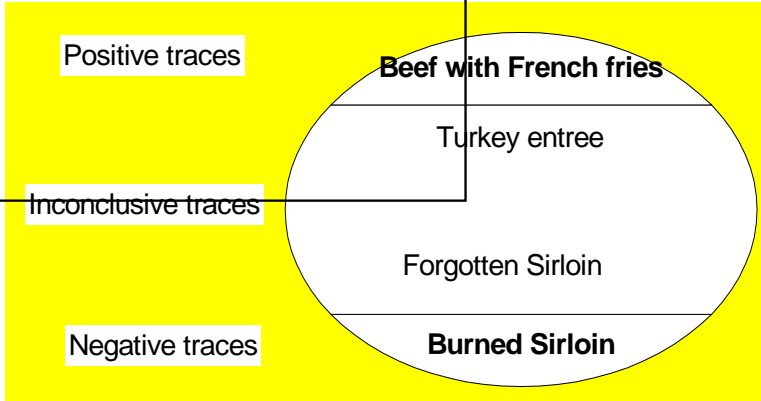 Positive traces
Beef with French fries
Turkey entree
Inconclusive traces
Forgotten Sirloin
Negative traces
Burned Sirloin